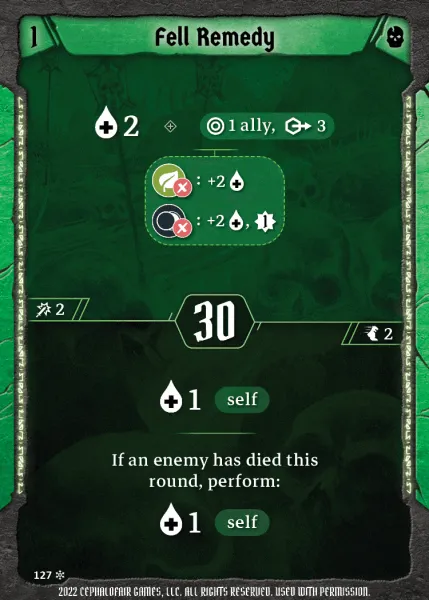 1 Fell Remedy
2 1 ally, 3
: +2
: +2 ,
2
30
2
1 self
If an enemy has died this
round, perform:
1 self
127
2022 CEPHALOFAIR GAMES, LLC. ALL RIGHTS RESERVED. USED WITH PERMISSION.